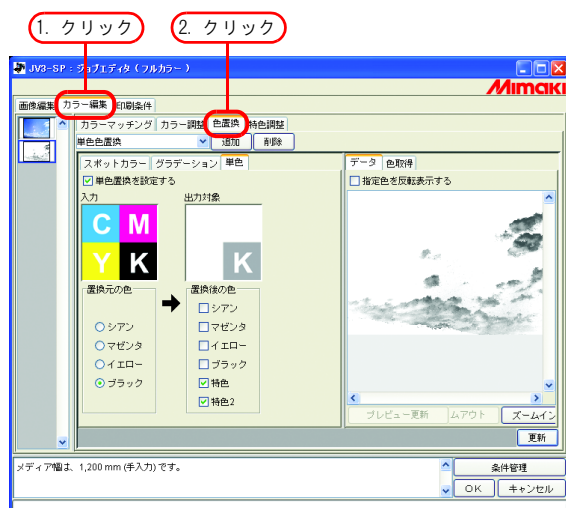 1. クリック
2. クリック
JV3-SP : ジョブエディタ ( フルカラー )
Mimaki
画像編集 カラー編集 印刷条件
カラーマッチング カラー調整 色置換 特色調整
単色色置換 追加 削除
スポットカラー グラデーション 単色
データ 色取得
単色置換を設定する
指定色を反転表示する
入力 出力対象
C M
Y K
K
置換元の色
シアン
マゼンタ
イエロー
ブラック
置換後の色
シアン
マゼンタ
イエロー
ブラック
特色
特色2
プレビュー更新 ムアウト ズームイン
更新
メディア幅は、1,200 mm (手入力) です。
条件管理
OK キャンセル